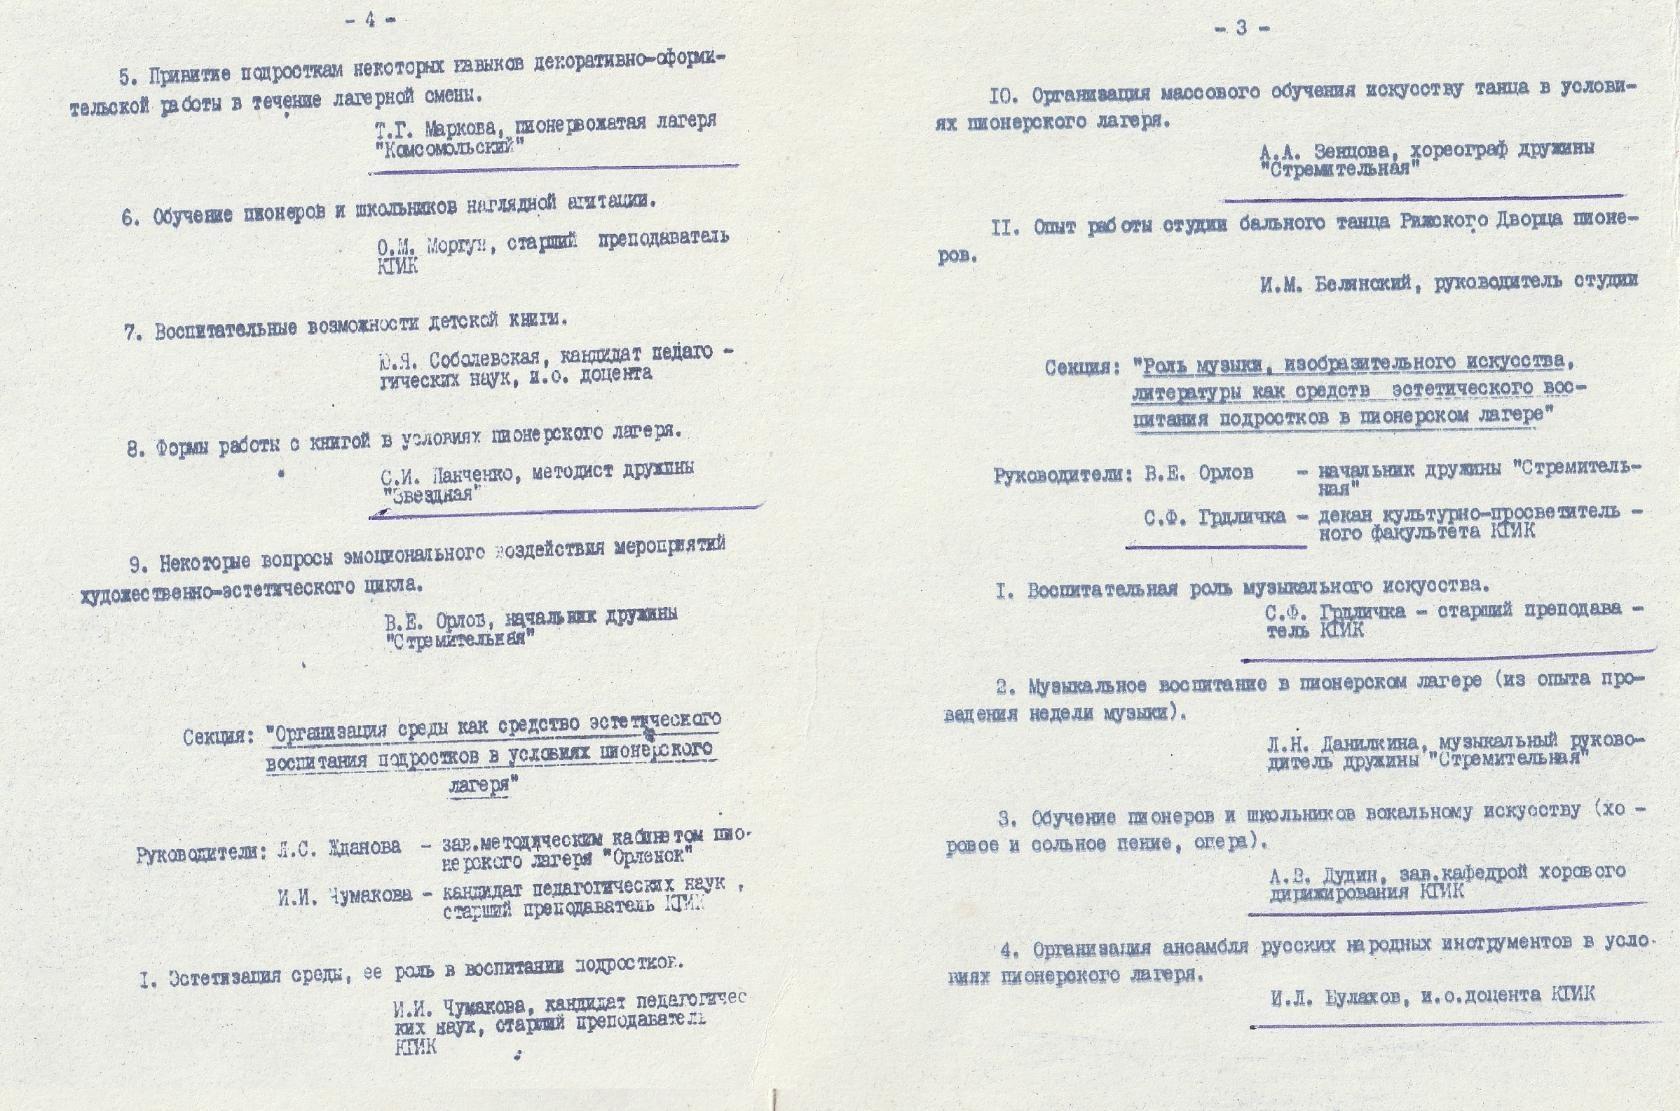 - 4 -
5. Привитие подросткам некоторых навыков декоративно-оформи-
тельской работы в течение лагерной смены.
Т.Г. Маркова, пионервожатая лагеря
"Комсомольский"
6. Обучение пионеров и школьников наглядной агитации.
О.М. Моргун, старший преподаватель
КГИК
7. Воспитательные возможности детской книги.
Ю.Я. Соболевская, кандидат педаго -
гических наук, и.о. доцента
8. Формы работы с книгой в условиях пионерского лагеря.
С.И. Панченко, методист дружины
"Звездная"
9. Некоторые вопросы эмоционального воздействия мероприятий
художественно-эстетического цикла.
В.Е. Орлов, начальник дружины
"Стремительная"
Секция: "Организация среды как средство эстетического
воспитания подростков в условиях пионерского
лагеря"
Руководители: Л.С. Жданова - зав.методическим кабинетом пио-
нерского лагеря "Орленок"
И.И. Чумакова - кандидат педагогических наук ,
старший преподаватель КГИК
I. Эстетизация среды, ее роль в воспитании подростков.
И.И. Чумакова, кандидат педагогичес
ких наук, старший преподаватель
КГИК
- 3 -
IO. Организация массового обучения искусству танца в услови-
ях пионерского лагеря.
А.А. Зенцова, хореограф дружины
"Стремительная"
II. Опыт работы студии бального танца Рижского Дворца пионе-
ров.
И.М. Белянский, руководитель студии
Секция: "Роль музыки, изобразительного искусства,
литературы как средств эстетического вос-
питания подростков в пионерском лагере"
Руководители: В.Е. Орлов - начальник дружины "Стремитель-
ная"
С.Ф. Грдличка - декан культурно-просветитель -
ного факультета КГИК
I. Воспитательная роль музыкального искусства.
С.Ф. Грдличка - старший преподава -
тель КГИК
2. Музыкальное воспитание в пионерском лагере (из опыта про-
ведения недели музыки).
Л.Н. Данилкина, музыкальный руково-
дитель дружины "Стремительная"
3. Обучение пионеров и школьников вокальному искусству (хо -
ровое и сольное пение, опера).
А.В. Дудин, зав.кафедрой хорового
дирижирования КГИК
4. Организация ансамбля русских народных инструментов в усло-
виях пионерского лагеря.
И.Л. Булахов, и.о.доцента КГИК